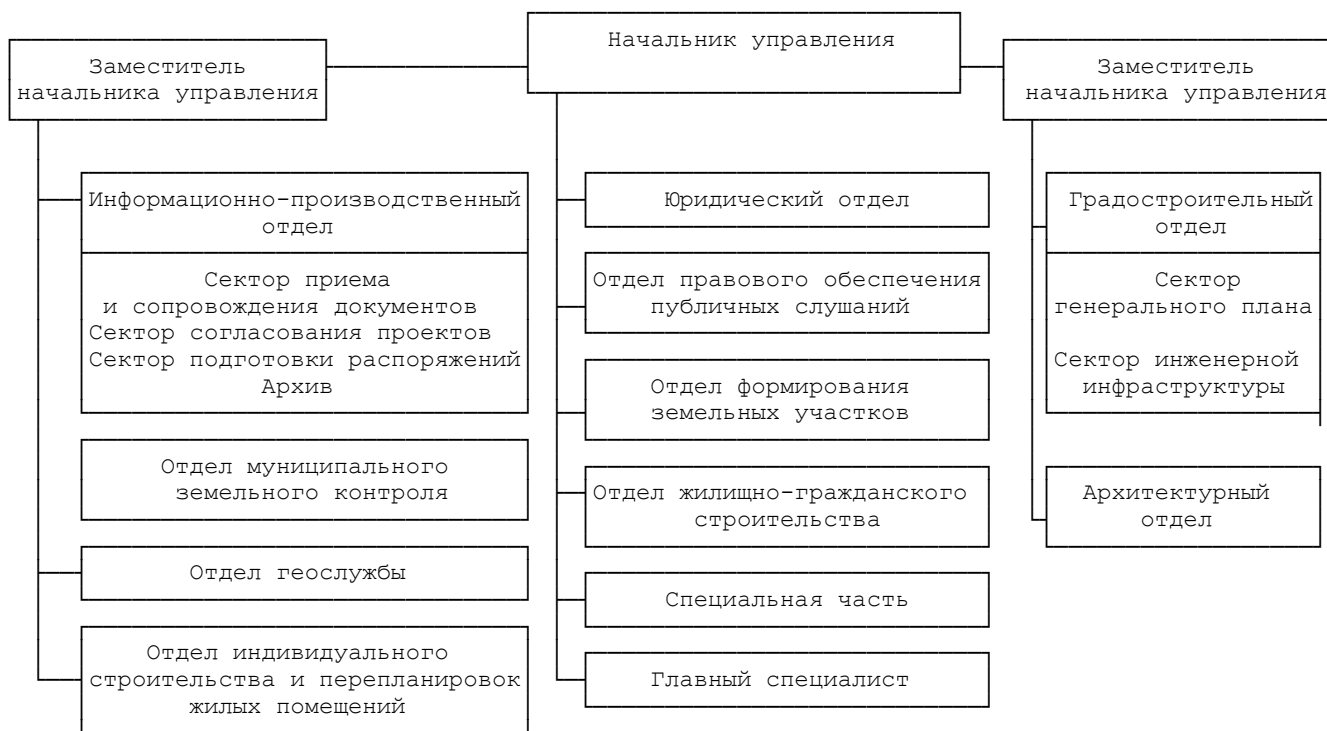 Начальник управления
Заместитель
начальника управления
Заместитель
начальника управления
Информационно-производственный
отдел
Сектор приема
и сопровождения документов
Сектор согласования проектов
Сектор подготовки распоряжений
Архив
Отдел муниципального
земельного контроля
Отдел геослужбы
Отдел индивидуального
строительства и перепланировок
жилых помещений
Юридический отдел
Отдел правового обеспечения
публичных слушаний
Отдел формирования
земельных участков
Отдел жилищно-гражданского
строительства
Специальная часть
Главный специалист
Градостроительный
отдел
Сектор
генерального плана
Сектор инженерной
инфраструктуры
Архитектурный
отдел